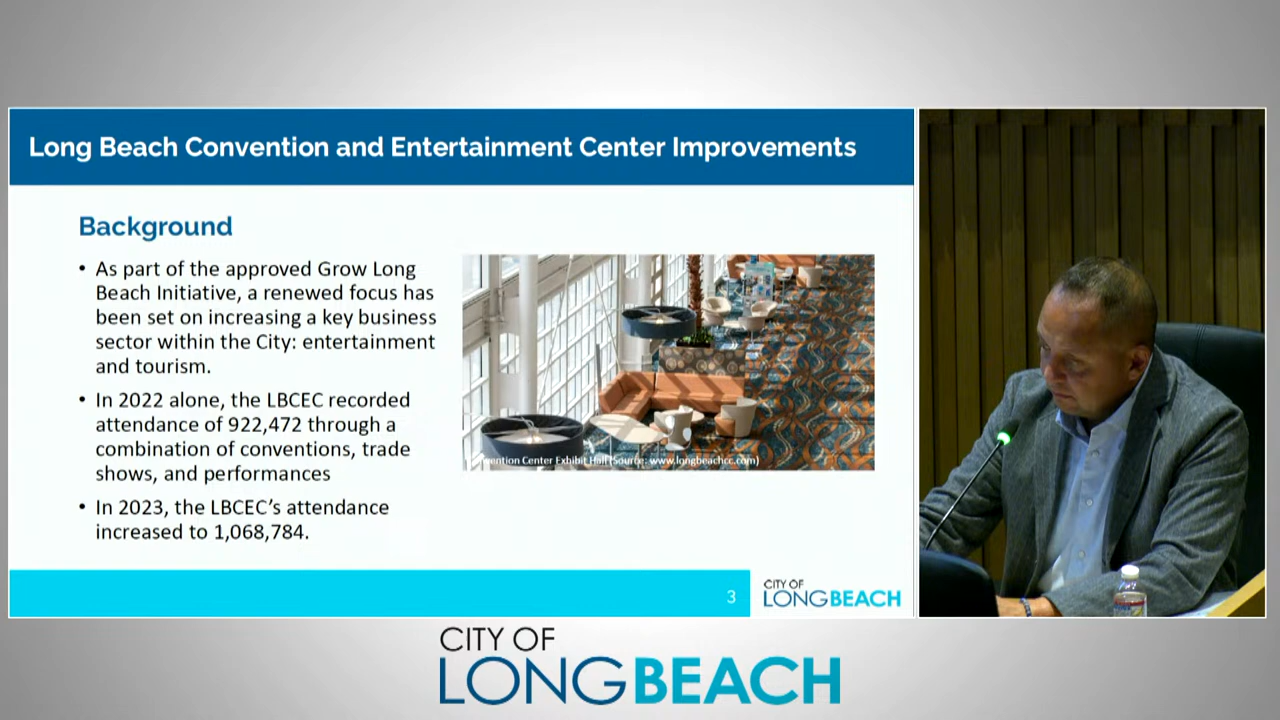 Long Beach Convention and Entertainment Center Improvements
Background
• As part of the approved Grow Long
Beach Initiative, a renewed focus has
been set on increasing a key business
sector within the City: entertainment
and tourism.
• In 2022 alone, the LBCEC recorded
attendance of 922,472 through a
combination of conventions, trade
shows, and performances
• In 2023, the LBCEC’s attendance
increased to 1,068,784.
Center Exhibit Hall (Source: www.longbeachcc.com)
3
CITY OF
LONGBEACH
CITY OF
LONGBEACH